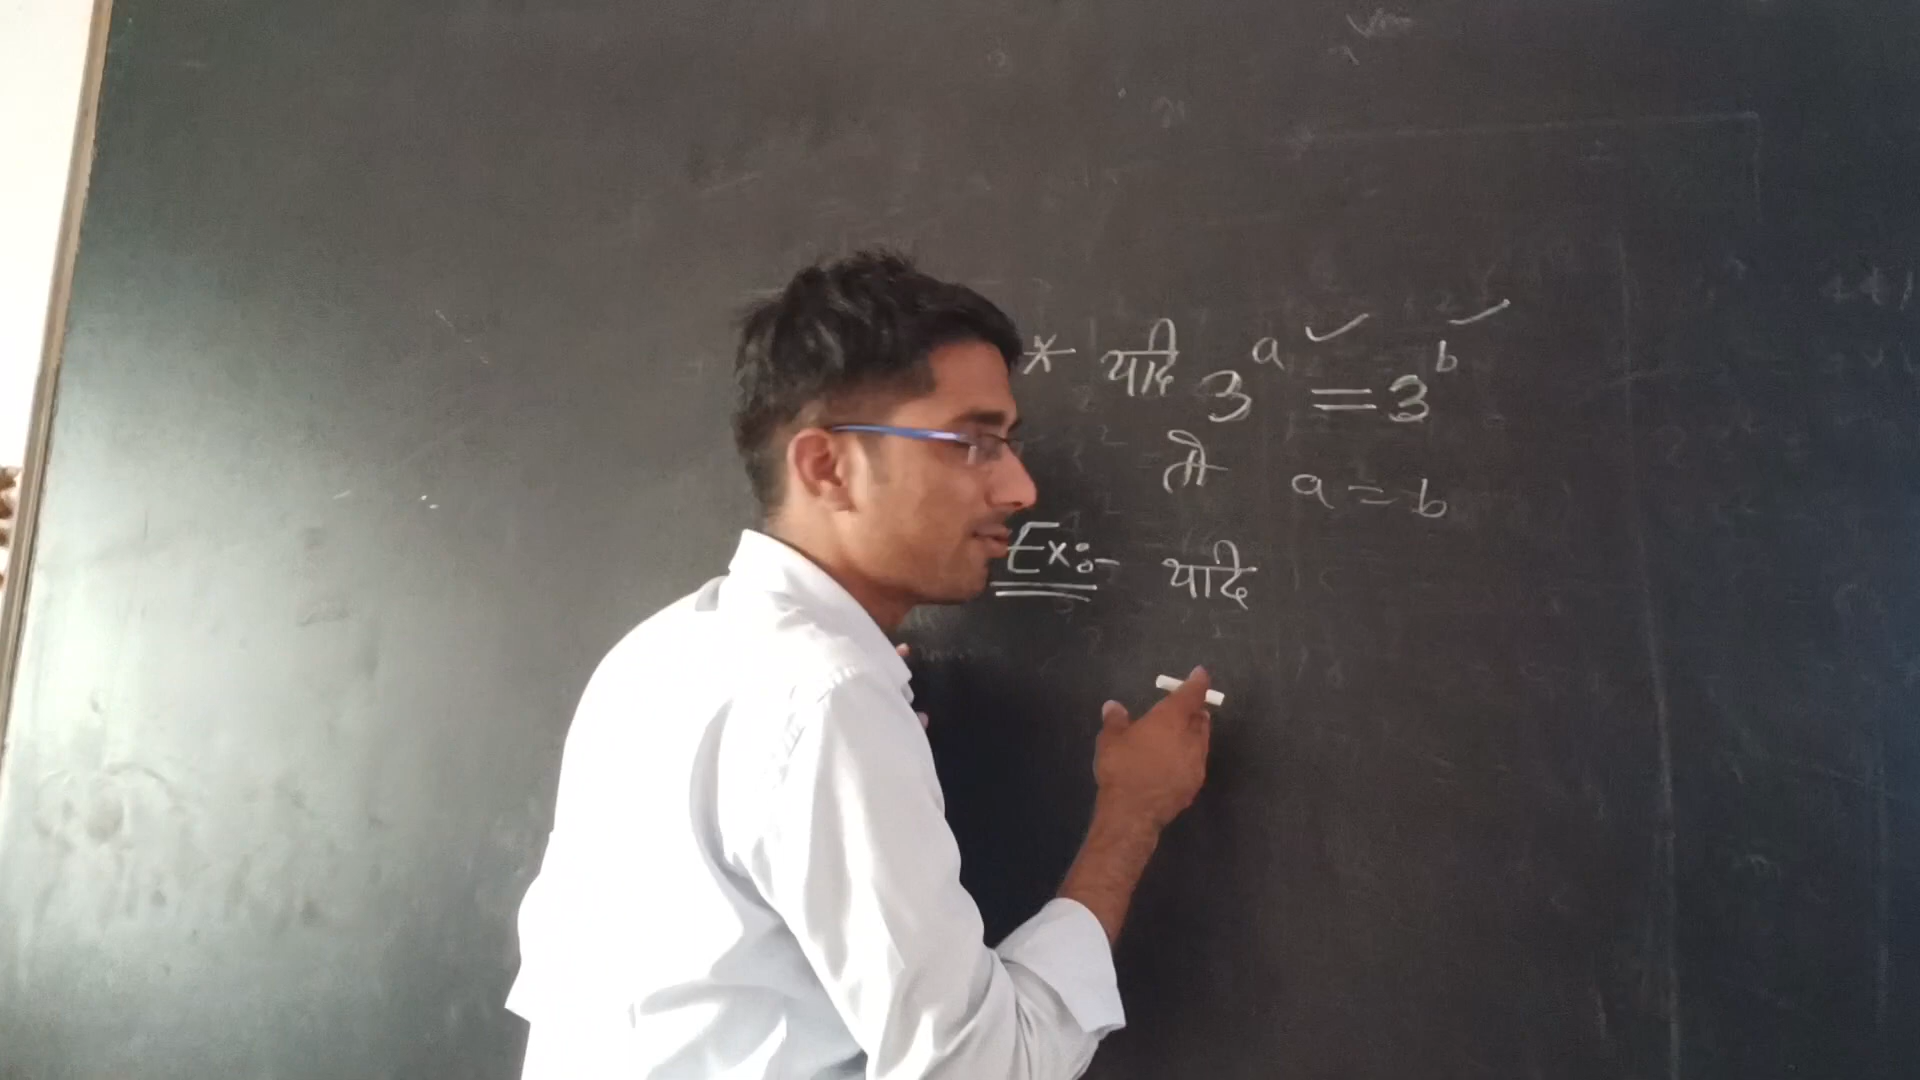 * यदि 3^a = 3^b
तो a = b
Ex:- यदि